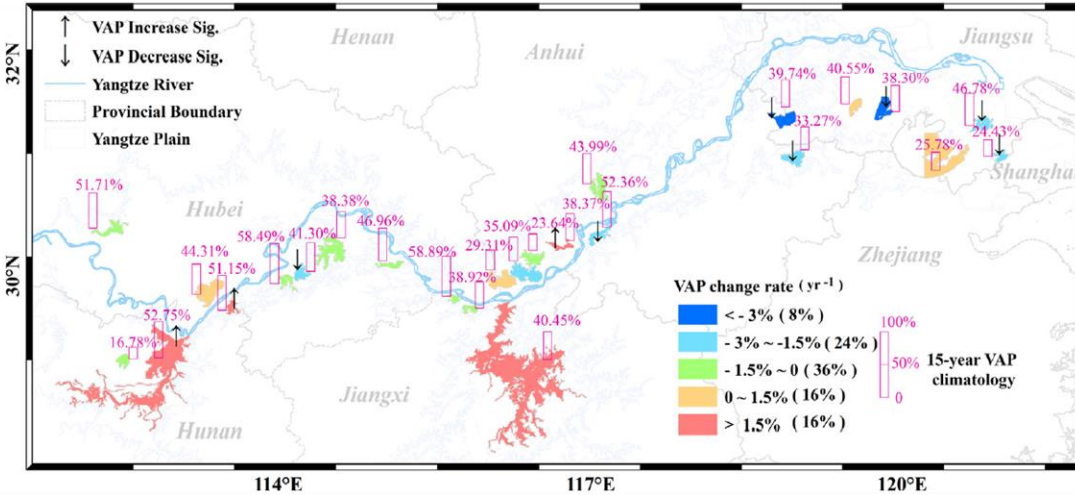 VAP Increase Sig.
VAP Decrease Sig.
Yangtze River
Provincial Boundary
Yangtze Plain
Henan
Anhui
Jiangsu
Hubei
Shanghai
Zhejiang
Jiangxi
Hunan
32°N
30°N
39.74%
40.55%
38.30%
46.78%
33.27%
24.43%
25.78%
43.99%
52.36%
51.71%
38.38%
38.37%
58.49%
41.30%
46.96%
35.09%
23.64%
44.31%
51.15%
58.89%
29.31%
38.92%
52.75%
16.78%
40.45%
VAP change rate ( yr -1 )
< - 3% ( 8% )
- 3% ~ -1.5% ( 24% )
- 1.5% ~ 0 ( 36% )
0 ~ 1.5% ( 16% )
> 1.5% ( 16% )
100%
50%
0
15-year VAP
climatology
114°E
117°E
120°E